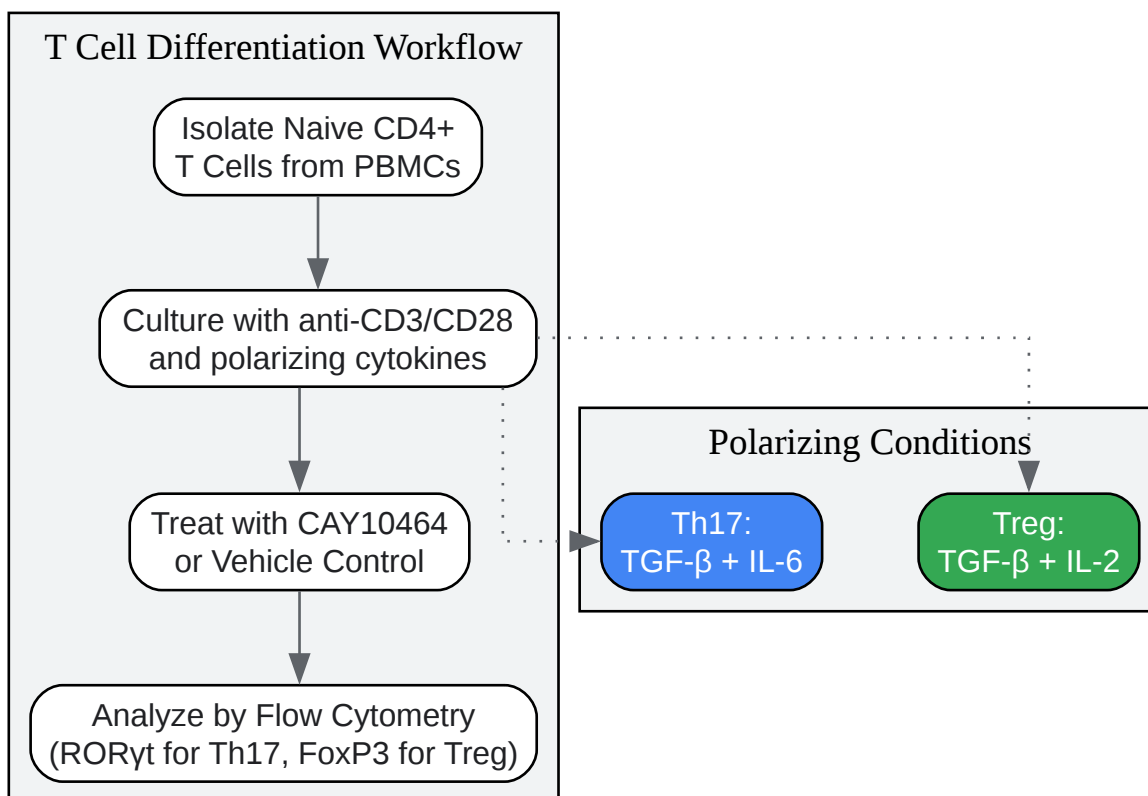 T Cell Differentiation Workflow
Isolate Naive CD4+
T Cells from PBMCs
Culture with anti-CD3/CD28
and polarizing cytokines
Polarizing Conditions
Th17:
TGF-β + IL-6
Treg:
TGF-β + IL-2
Treat with CAY10464
or Vehicle Control
Analyze by Flow Cytometry
(RORγt for Th17, FoxP3 for Treg)